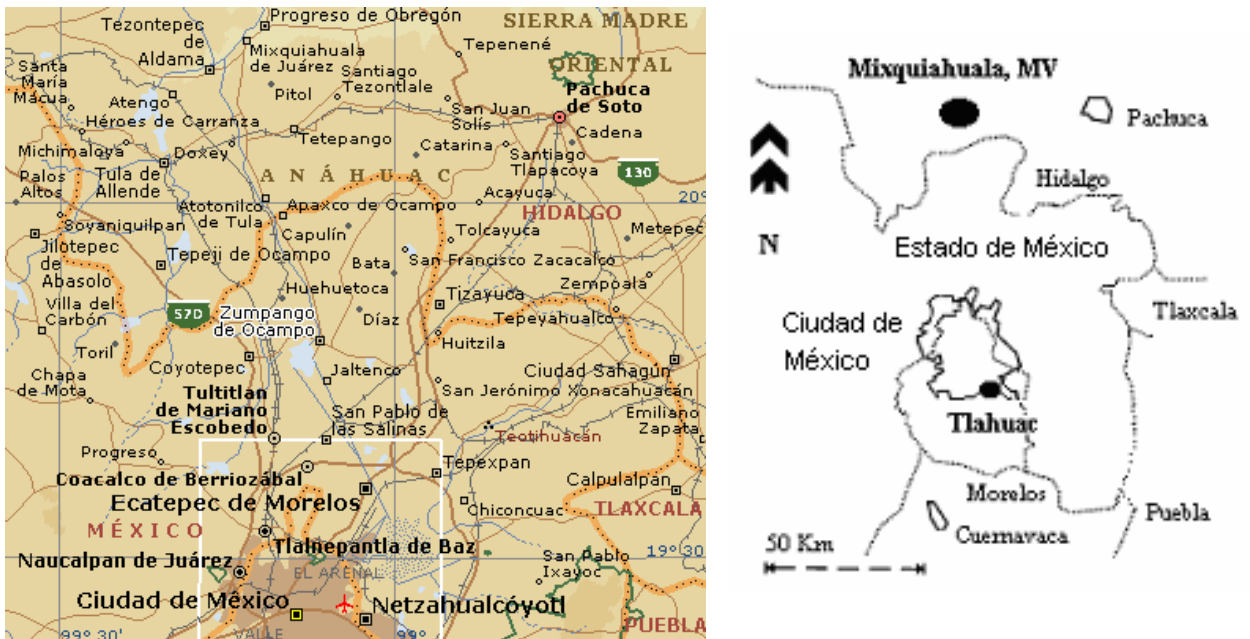 Progreso de Obregón
SIERRA MADRE
Tezontepec
de
Aldama
Mixquiahuala
de Juárez
Tepenené
ORIENTAL
Santa
María
Macua
Santiago
Tezontlale
Pachuca
de Soto
Atengo
Pitol
San Juan
Solís
Héroes de Carranza
Tetepango
Cadena
Michimaloya
Doxey
Catarina
Santiago
Tlapacoya
130
Palos
Altos
Tula de
Allende
ANÁHUAC
Acayuca
20°
Atotonilco
de Tula
Apaxco de Ocampo
HIDALGO
Soyaniquilpan
Capulín
Tolcayuca
Metepec
Jilotepec
de
Abasolo
Tepeji de Ocampo
Bata
San Francisco Zacacalco
Zempoala
Huehuetoca
Tizayuca
Villa del
Carbón
57D
Zumpango
de Ocampo
Díaz
Tepeyahualco
Toril
Huitzila
Coyotepec
Ciudad Sahagún
Chapa
de Mota
Jaltenco
San Jerónimo Xonacahuacán
Tultitlan
de Mariano
Escobedo
San Pablo de
las Salinas
Emiliano
Zapata
Teotihuacán
Progreso
Tepexpan
Coacalco de Berriozábal
Calpulalpan
Ecatepec de Morelos
Chiconcuac
TLAXCALA
MÉXICO
Tlalnepantla de Baz
19°30'
Naucalpan de Juárez
San Pablo
Ixayoc
EL ARENAL
Ciudad de México
Netzahualcóyotl
PUEBLA
99°30'
VALLE
99°
Mixquiahuala, MV
Pachuca
Hidalgo
N
Estado de México
Tlaxcala
Ciudad de
México
Tlahuac
Morelos
Puebla
Cuernavaca
50 Km